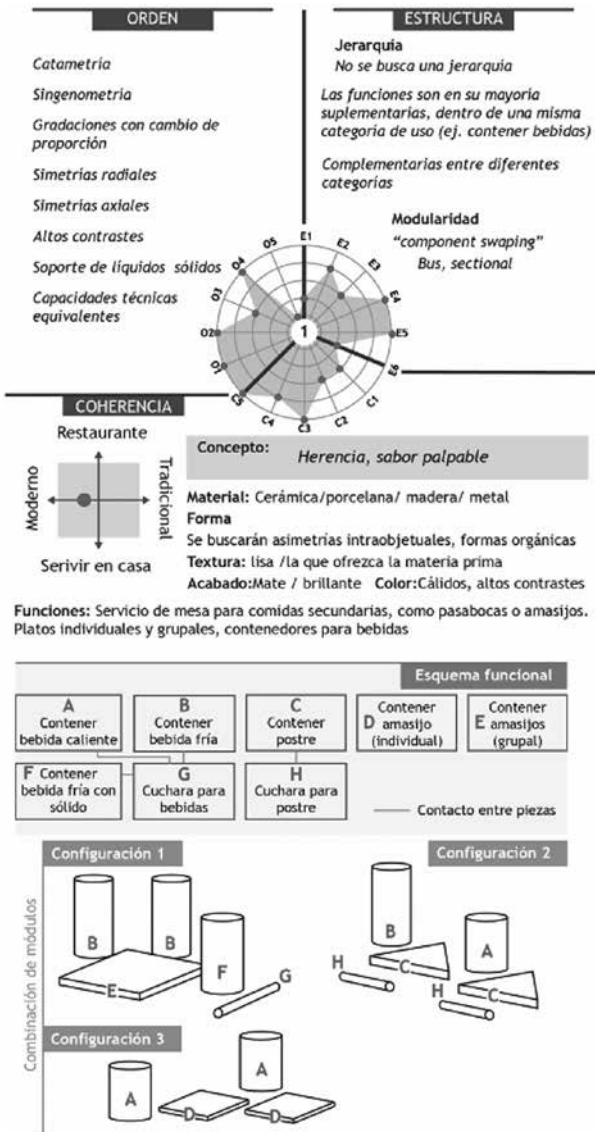 ORDEN
Catametría
Singenometria
Gradaciones con cambio de
proporción
Simetrías radiales
Simetrías axiales
Altos contrastes
Soporte de líquidos sólidos
Capacidades técnicas
equivalentes
ESTRUCTURA
Jerarquía
No se busca una jerarquía
Las funciones son en su mayoría
suplementarias, dentro de una misma
categoría de uso (ej. contener bebidas)
Complementarias entre diferentes
categorías
Modularidad
"component swaping"
Bus, sectional
E1
E2
E3
E4
E5
E6
C1
C2
C3
C4
C5
O1
O2
O3
O4
O5
1
COHERENCIA
Restaurante
Moderno
Tradicional
Serivir en casa
Concepto: Herencia, sabor palpable
Material: Cerámica/porcelana/ madera/ metal
Forma
Se buscarán asimetrías intraobjetuales, formas orgánicas
Textura: lisa /la que ofrezca la materia prima
Acabado:Mate / brillante Color:Cálidos, altos contrastes
Funciones: Servicio de mesa para comidas secundarias, como pasabocas o amasijos.
Platos individuales y grupales, contenedores para bebidas
Esquema funcional
A
Contener
bebida caliente
B
Contener
bebida fría
C
Contener
postre
D Contener
amasijo
(individual)
E Contener
amasijos
(grupal)
F Contener
bebida fría con
sólido
G
Cuchara para
bebidas
H
Cuchara para
postre
Contacto entre piezas
Combinación de módulos
Configuración 1
B
B
F
E
G
Configuración 2
B
A
H
C
H
C
Configuración 3
A
A
D
D